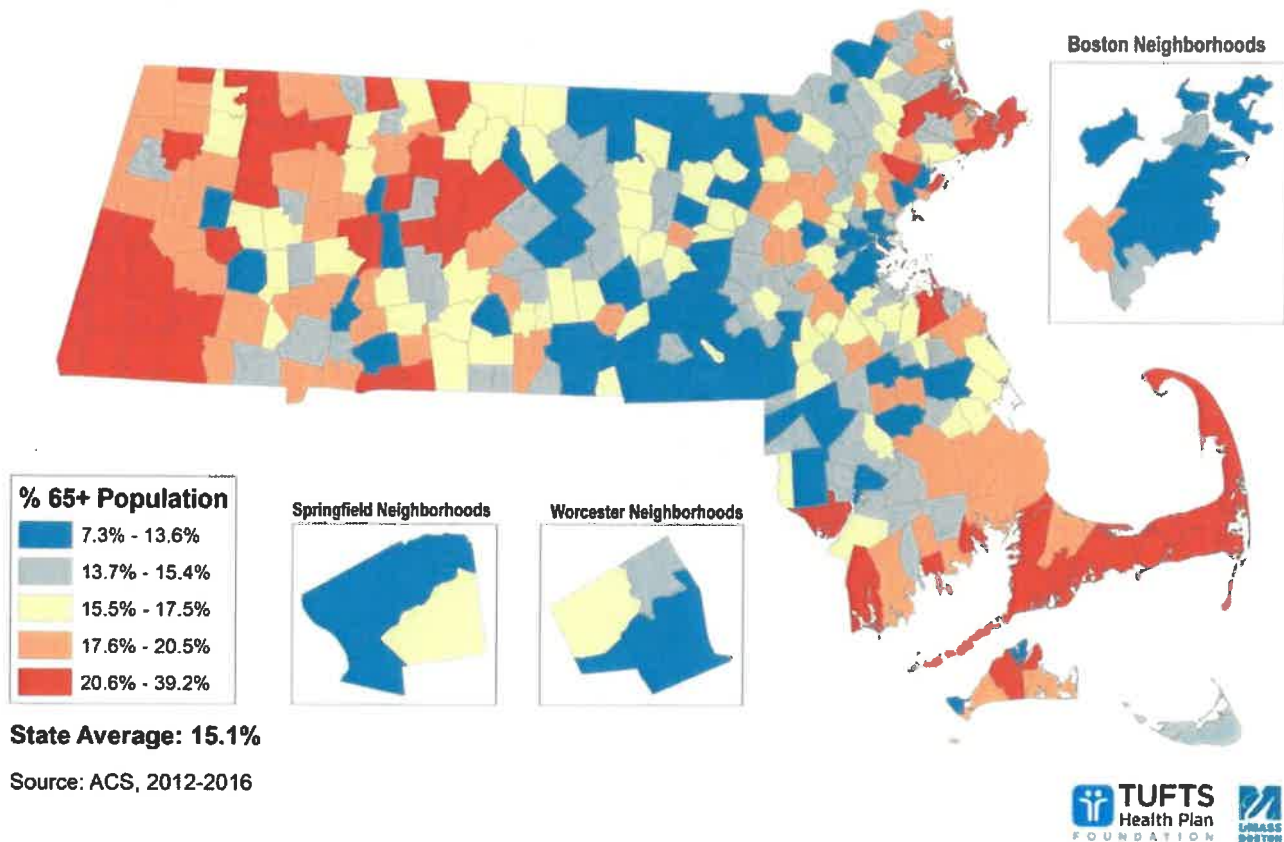 Boston Neighborhoods
% 65+ Population
7.3% - 13.6%
13.7% - 15.4%
15.5% - 17.5%
17.6% - 20.5%
20.6% - 39.2%
Springfield Neighborhoods
Worcester Neighborhoods
State Average: 15.1%
Source: ACS, 2012-2016
TUFTS
Health Plan
FOUNDATION
UMASS
BOSTON